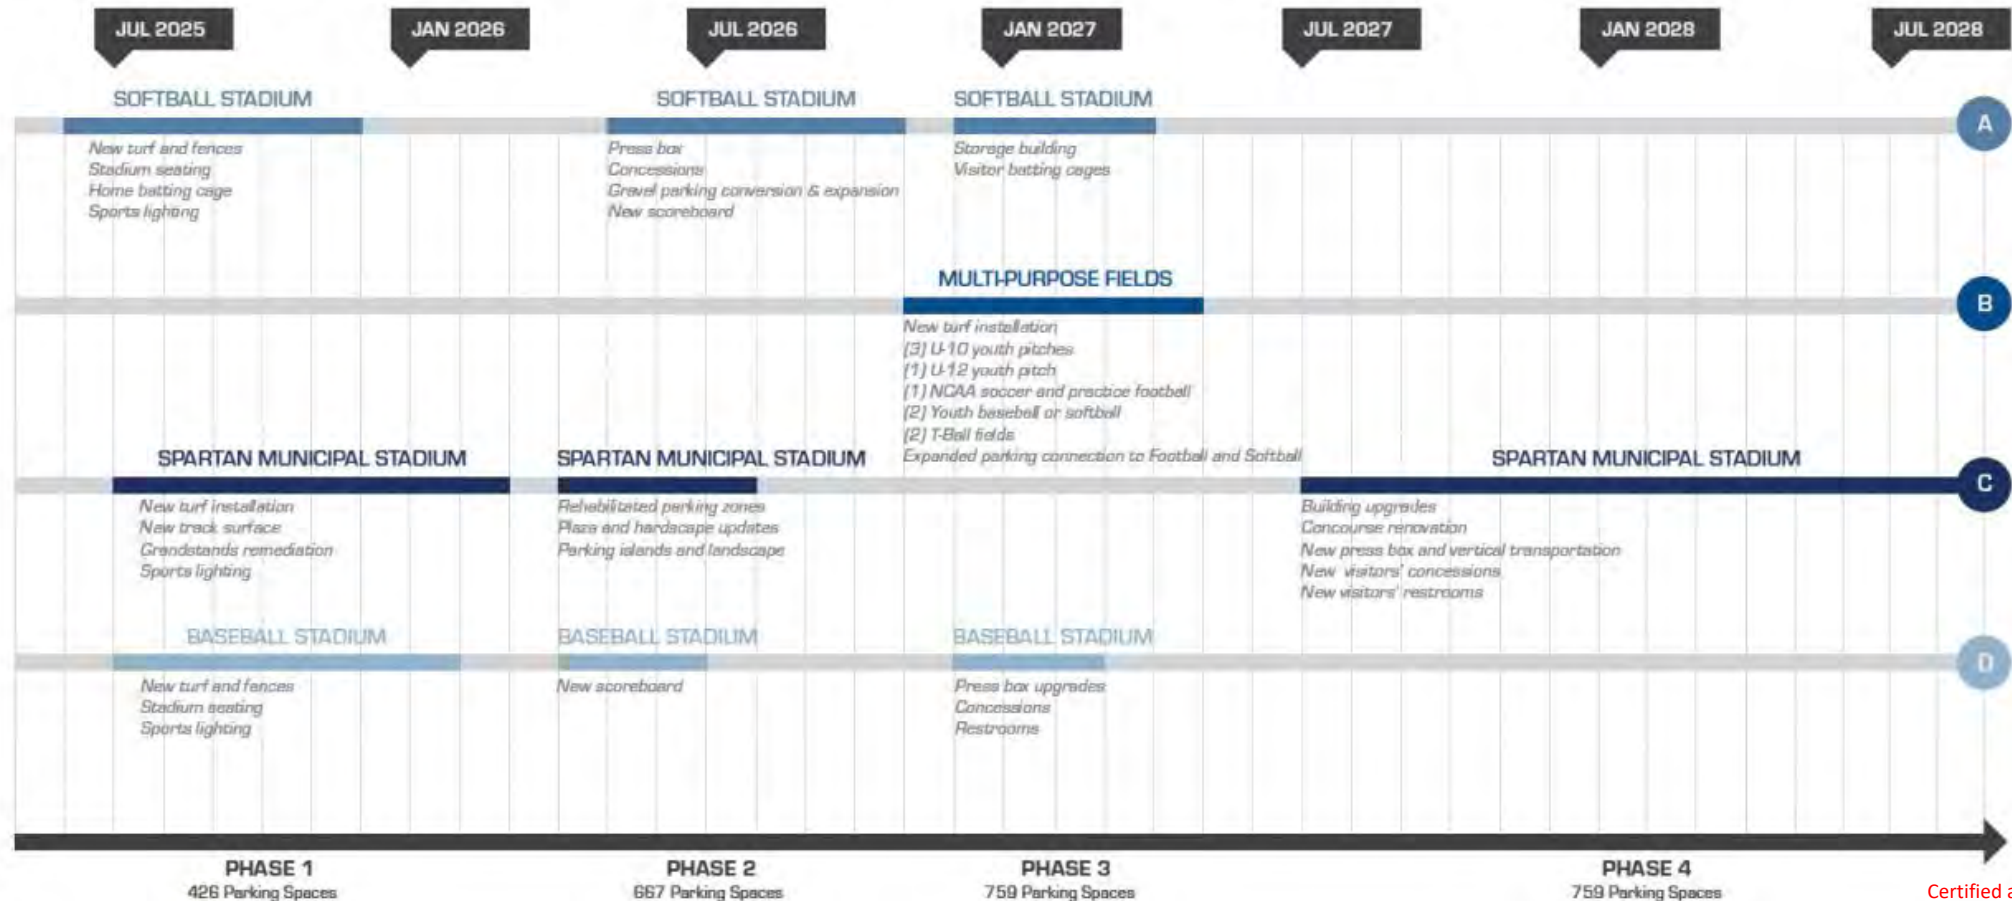 JUL 2025
JAN 2026
JUL 2026
JAN 2027
JUL 2027
JAN 2028
JUL 2028
SOFTBALL STADIUM
New turf and fences
Stadium seating
Home batting cage
Sports lighting
SOFTBALL STADIUM
Press box
Concessions
Gravel parking conversion & expansion
New scoreboard
SOFTBALL STADIUM
Storage building
Visitor batting cages
A
MULTI-PURPOSE FIELDS
New turf installation
(3) U-10 youth pitches
(1) U-12 youth pitch
(1) NCAA soccer and practice football
(2) Youth baseball or softball
(2) T-Ball fields
Expanded parking connection to Football and Softball
B
SPARTAN MUNICIPAL STADIUM
New turf installation
New track surface
Grandstands remediation
Sports lighting
SPARTAN MUNICIPAL STADIUM
Rehabilitated parking zones
Plaza and hardscape updates
Parking islands and landscape
SPARTAN MUNICIPAL STADIUM
Building upgrades
Concourse renovation
New press box and vertical transportation
New visitors' concessions
New visitors' restrooms
C
BASEBALL STADIUM
New turf and fences
Stadium seating
Sports lighting
BASEBALL STADIUM
New scoreboard
BASEBALL STADIUM
Press box upgrades
Concessions
Restrooms
D
PHASE 1
426 Parking Spaces
PHASE 2
667 Parking Spaces
PHASE 3
759 Parking Spaces
PHASE 4
759 Parking Spaces
Certified a